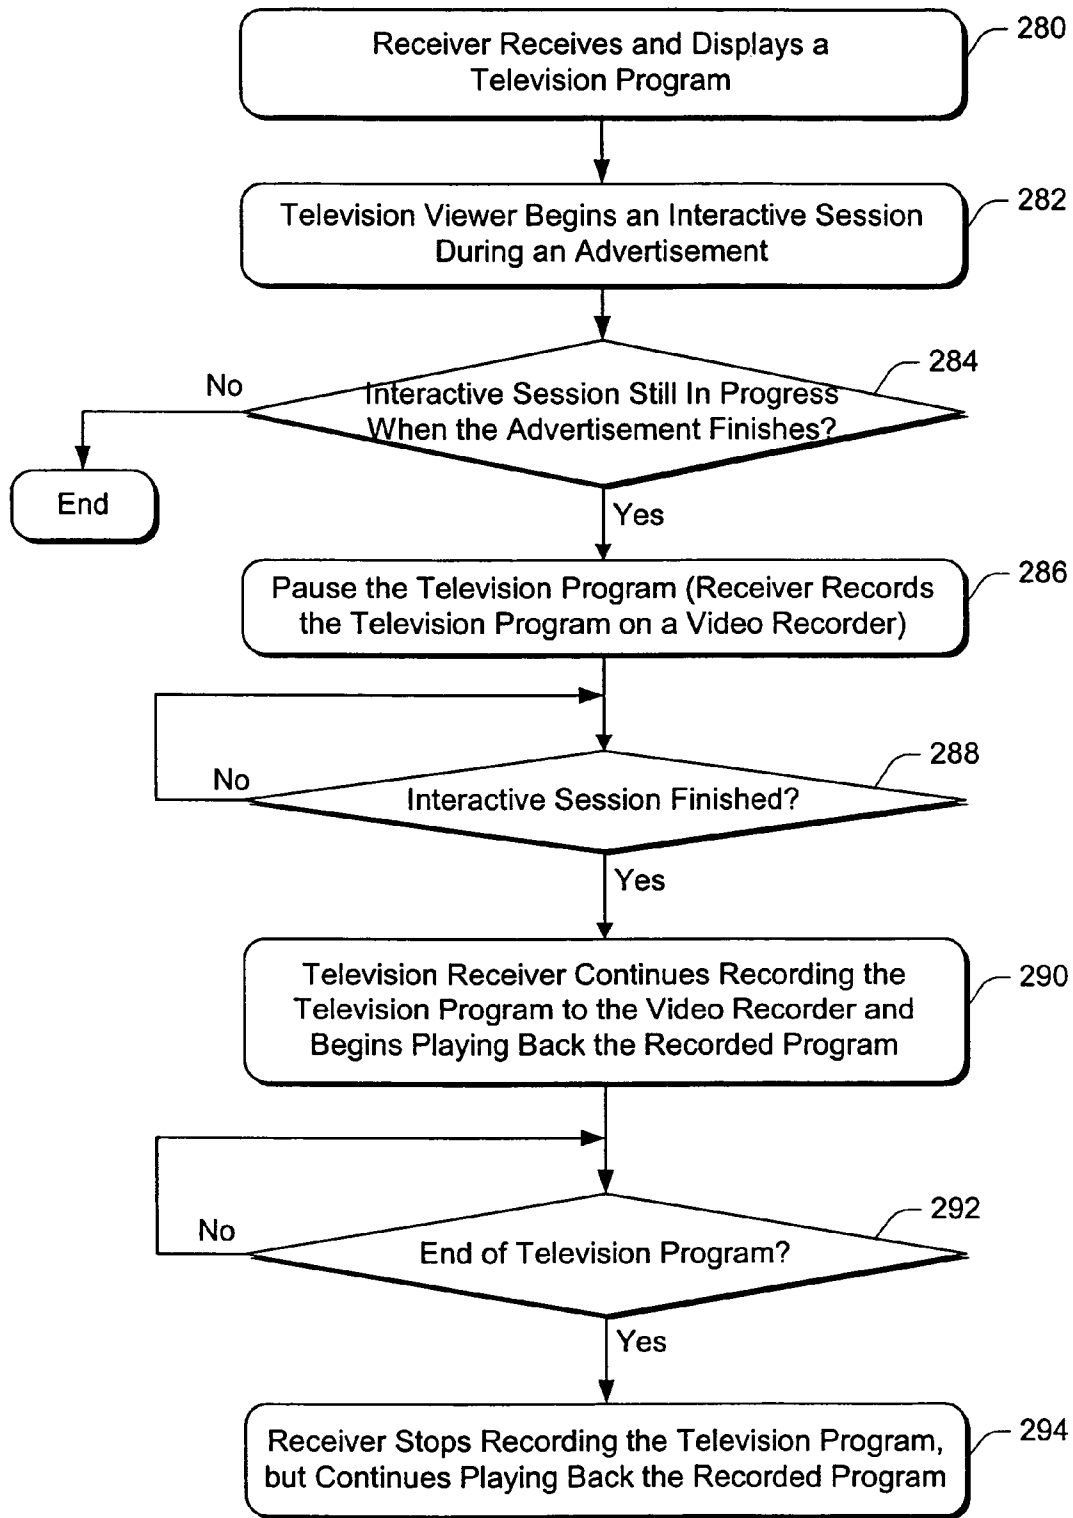 Receiver Receives and Displays a
Television Program
280
Television Viewer Begins an Interactive Session
During an Advertisement
282
284
No
Interactive Session Still In Progress
When the Advertisement Finishes?
End
Yes
Pause the Television Program (Receiver Records
the Television Program on a Video Recorder)
286
288
No
Interactive Session Finished?
Yes
Television Receiver Continues Recording the
Television Program to the Video Recorder and
Begins Playing Back the Recorded Program
290
292
No
End of Television Program?
Yes
Receiver Stops Recording the Television Program,
but Continues Playing Back the Recorded Program
294